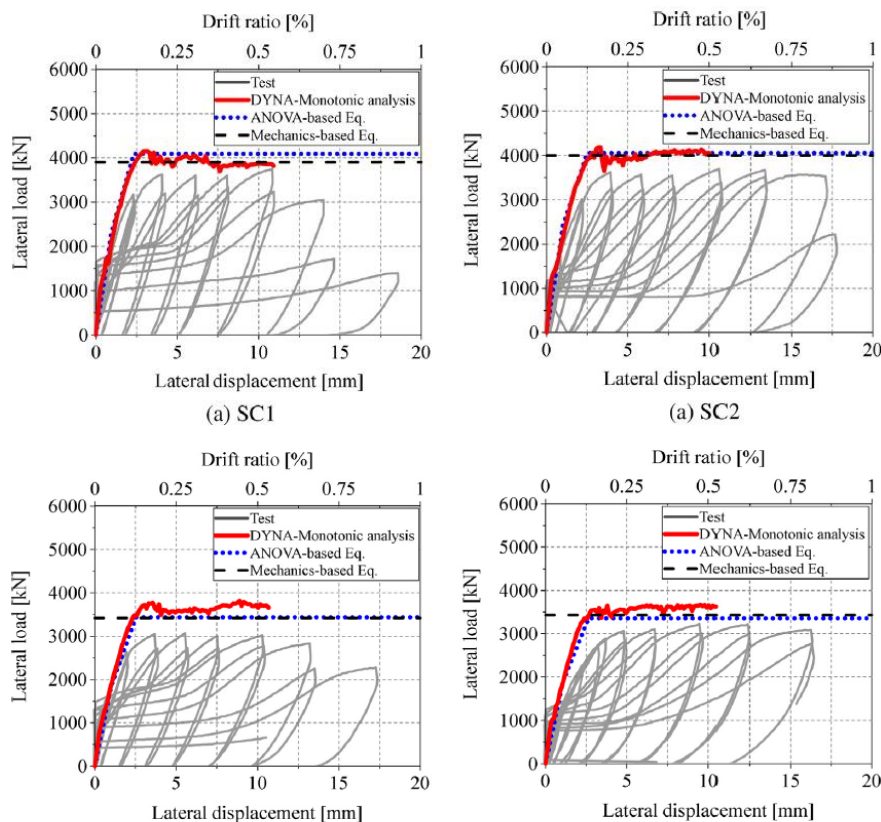 Drift ratio [%]
0 0.25 0.50 0.75 1
6000
5000
4000
3000
2000
1000
0
Lateral load [kN]
Test
DYNA-Monotonic analysis
ANOVA-based Eq.
Mechanics-based Eq.
0 5 10 15 20
Lateral displacement [mm]
(a) SC1
Drift ratio [%]
0 0.25 0.50 0.75 1
6000
5000
4000
3000
2000
1000
0
Lateral load [kN]
Test
DYNA-Monotonic analysis
ANOVA-based Eq.
Mechanics-based Eq.
0 5 10 15 20
Lateral displacement [mm]
(a) SC2
Drift ratio [%]
0 0.25 0.50 0.75 1
6000
5000
4000
3000
2000
1000
0
Lateral load [kN]
Test
DYNA-Monotonic analysis
ANOVA-based Eq.
Mechanics-based Eq.
0 5 10 15 20
Lateral displacement [mm]
Drift ratio [%]
0 0.25 0.50 0.75 1
6000
5000
4000
3000
2000
1000
0
Lateral load [kN]
Test
DYNA-Monotonic analysis
ANOVA-based Eq.
Mechanics-based Eq.
0 5 10 15 20
Lateral displacement [mm]